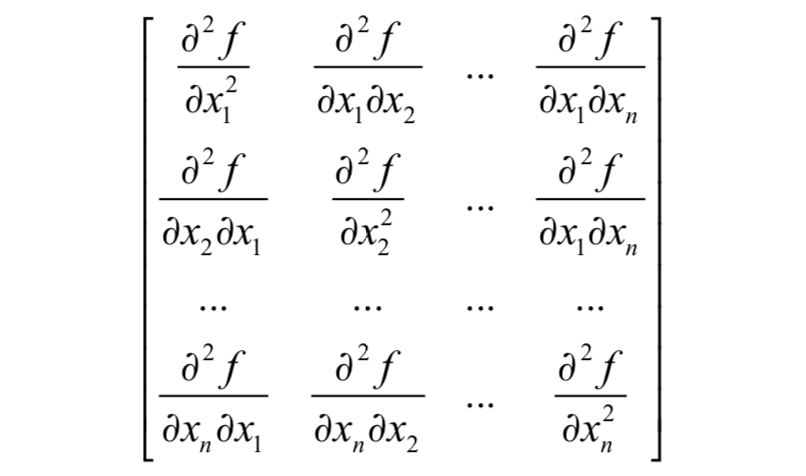 ∂²f/∂x₁² ∂²f/∂x₁∂x₂ ... ∂²f/∂x₁∂xₙ
∂²f/∂x₂∂x₁ ∂²f/∂x₂² ... ∂²f/∂x₁∂xₙ
... ... ... ...
∂²f/∂xₙ∂x₁ ∂²f/∂xₙ∂x₂ ... ∂²f/∂xₙ²